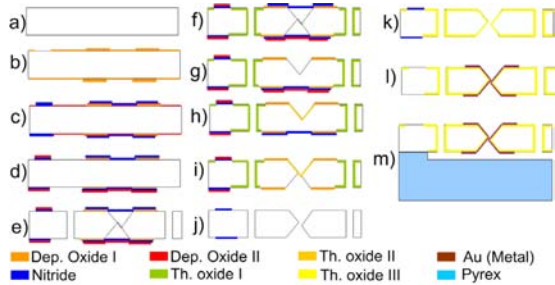 a)
b)
c)
d)
e)
f)
g)
h)
i)
j)
k)
l)
m)
Dep. Oxide I Dep. Oxide II Th. oxide II Au (Metal)
Nitride Th. oxide I Th. oxide III Pyrex